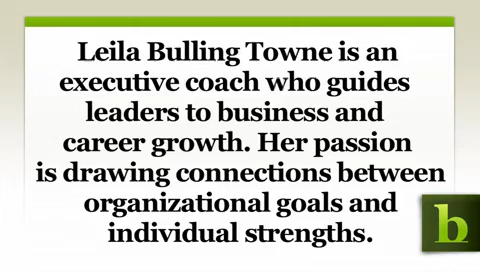 Leila Bulling Towne is an
executive coach who guides
leaders to business and
career growth. Her passion
is drawing connections between
organizational goals and
individual strengths.
b